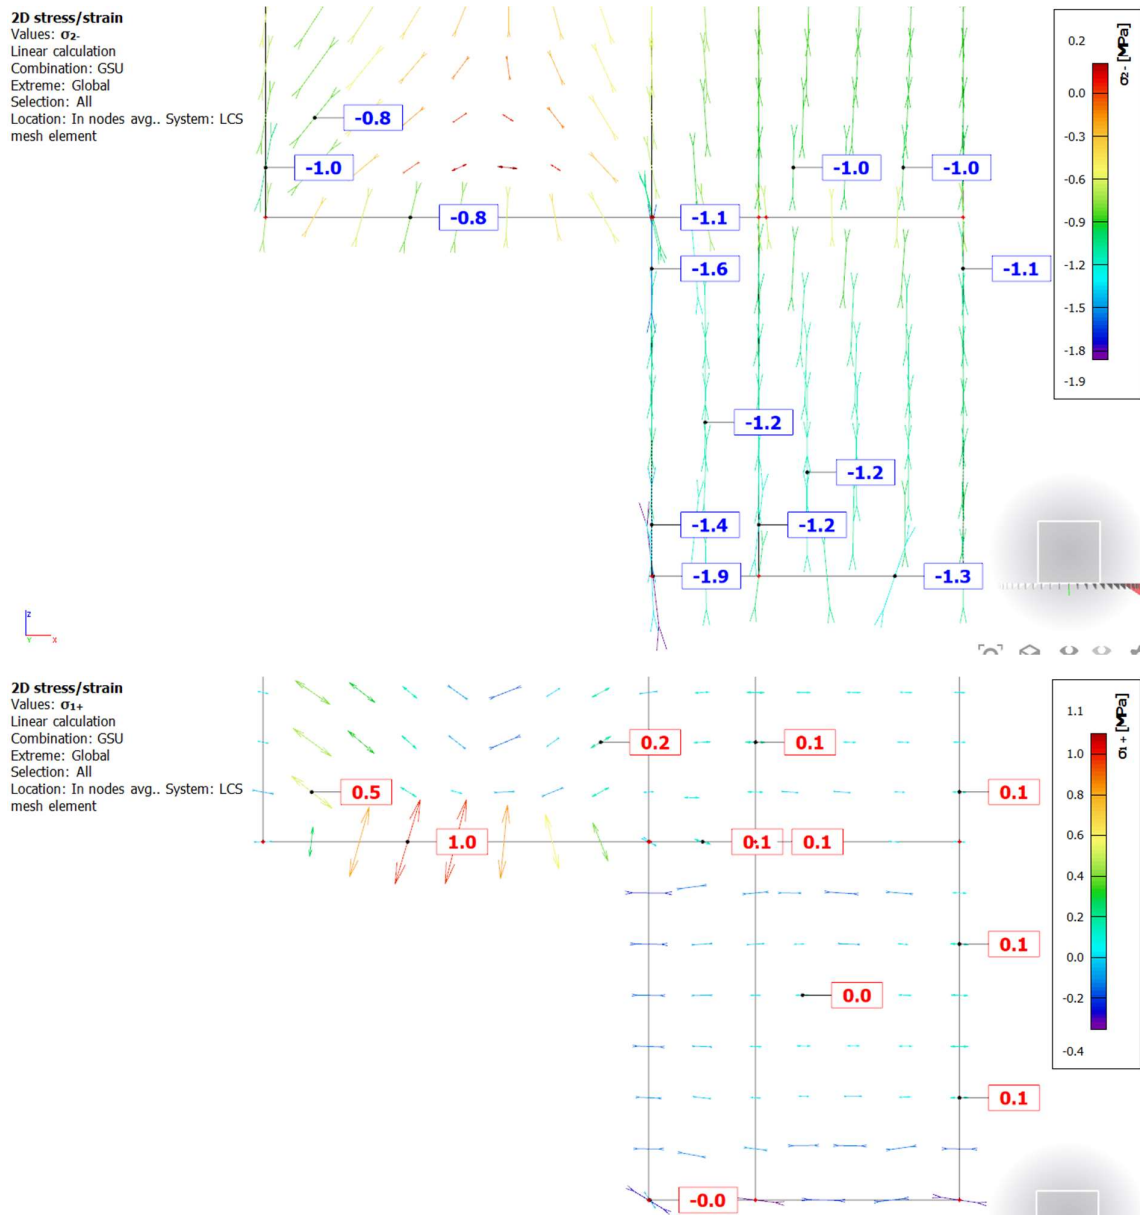 2D stress/strain
Values: σ2-
Linear calculation
Combination: GSU
Extreme: Global
Selection: All
Location: In nodes avg.. System: LCS
mesh element
-0.8
-1.0
-1.0
-1.0
-0.8
-1.1
-1.6
-1.1
-1.2
-1.2
-1.4
-1.2
-1.9
-1.3
σ2- [MPa]
0.2
0.0
-0.3
-0.6
-0.9
-1.2
-1.5
-1.8
-1.9
Z
Y X
2D stress/strain
Values: σ1+
Linear calculation
Combination: GSU
Extreme: Global
Selection: All
Location: In nodes avg.. System: LCS
mesh element
0.2
0.1
0.5
0.1
1.0
0.1
0.1
0.1
0.0
0.1
-0.0
σ1+ [MPa]
1.1
1.0
0.8
0.6
0.4
0.2
0.0
-0.2
-0.4